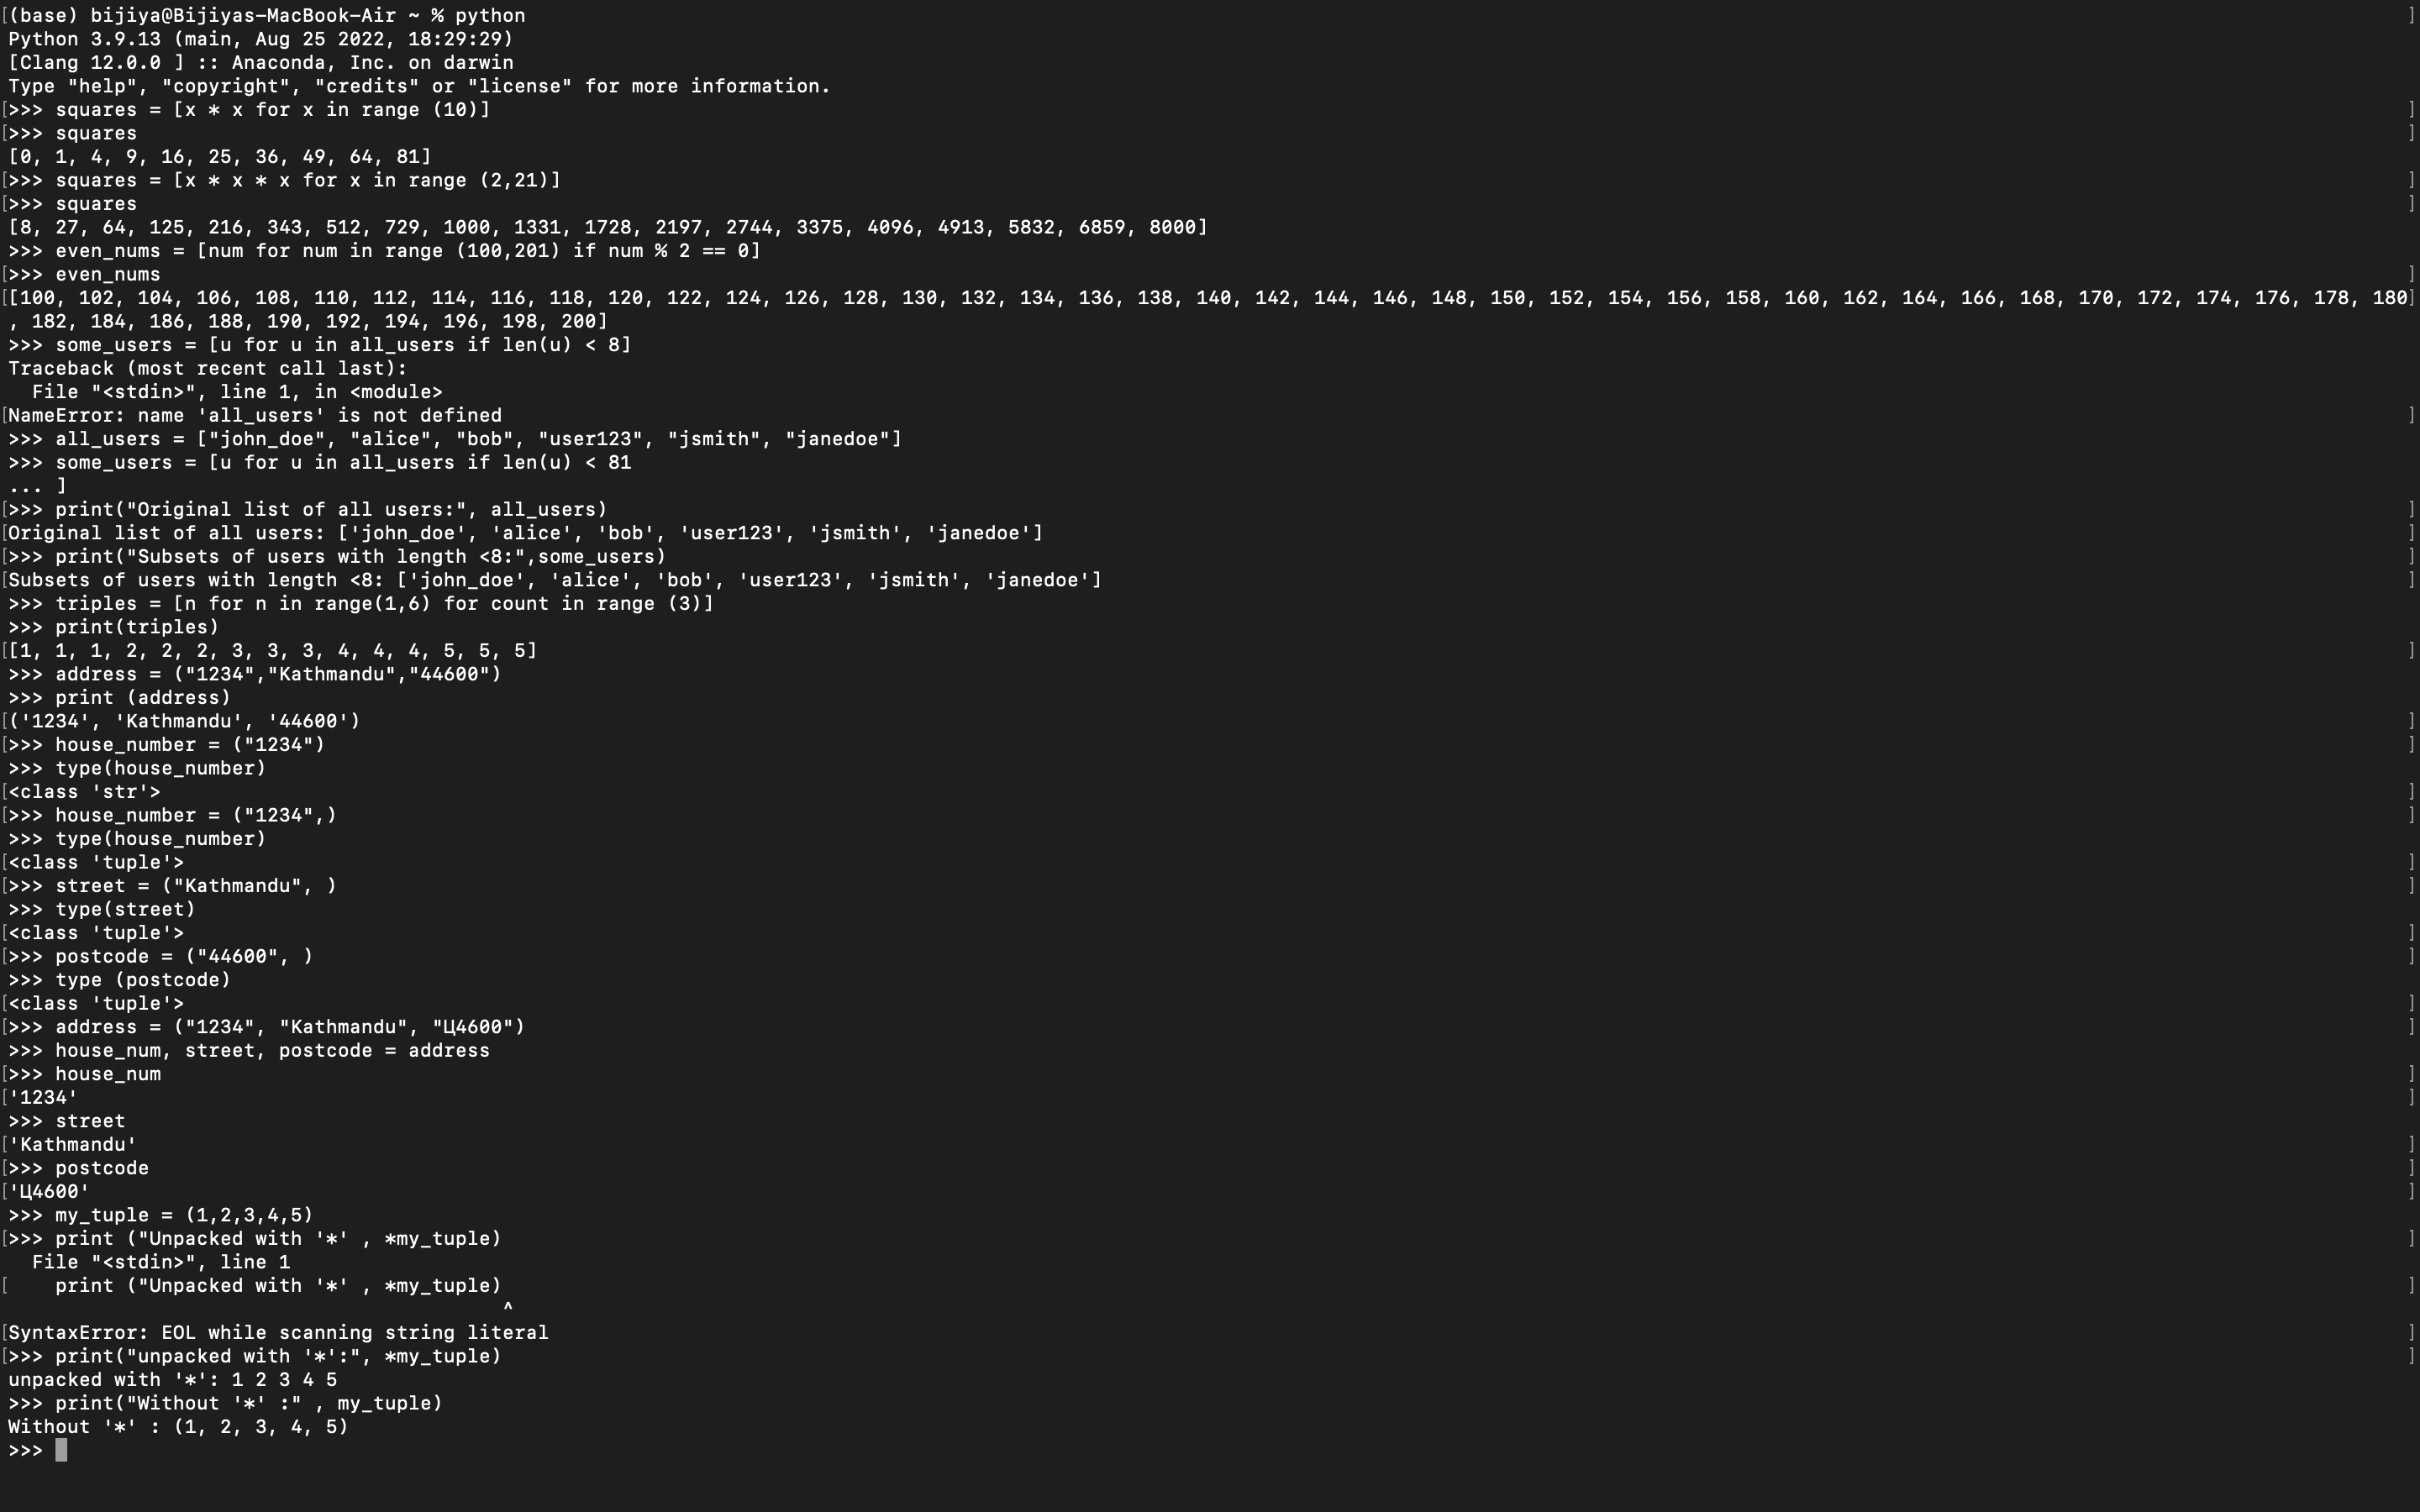 [(base) bijiya@Bijiyas-MacBook-Air ~ % python ]
Python 3.9.13 (main, Aug 25 2022, 18:29:29)
[Clang 12.0.0 ] :: Anaconda, Inc. on darwin
Type "help", "copyright", "credits" or "license" for more information.
[>>> squares = [x * x for x in range (10)] ]
[>>> squares ]
[0, 1, 4, 9, 16, 25, 36, 49, 64, 81]
[>>> squares = [x * x * x for x in range (2,21)] ]
[>>> squares ]
[8, 27, 64, 125, 216, 343, 512, 729, 1000, 1331, 1728, 2197, 2744, 3375, 4096, 4913, 5832, 6859, 8000]
>>> even_nums = [num for num in range (100,201) if num % 2 == 0]
[>>> even_nums ]
[[100, 102, 104, 106, 108, 110, 112, 114, 116, 118, 120, 122, 124, 126, 128, 130, 132, 134, 136, 138, 140, 142, 144, 146, 148, 150, 152, 154, 156, 158, 160, 162, 164, 166, 168, 170, 172, 174, 176, 178, 180]
, 182, 184, 186, 188, 190, 192, 194, 196, 198, 200]
>>> some_users = [u for u in all_users if len(u) < 8]
Traceback (most recent call last):
  File "<stdin>", line 1, in <module>
[NameError: name 'all_users' is not defined ]
>>> all_users = ["john_doe", "alice", "bob", "user123", "jsmith", "janedoe"]
>>> some_users = [u for u in all_users if len(u) < 81
... ]
[>>> print("Original list of all users:", all_users) ]
[Original list of all users: ['john_doe', 'alice', 'bob', 'user123', 'jsmith', 'janedoe'] ]
[>>> print("Subsets of users with length <8:",some_users) ]
[Subsets of users with length <8: ['john_doe', 'alice', 'bob', 'user123', 'jsmith', 'janedoe'] ]
>>> triples = [n for n in range(1,6) for count in range (3)]
>>> print(triples)
[[1, 1, 1, 2, 2, 2, 3, 3, 3, 4, 4, 4, 5, 5, 5] ]
>>> address = ("1234","Kathmandu","44600")
>>> print (address)
[('1234', 'Kathmandu', '44600') ]
[>>> house_number = ("1234") ]
>>> type(house_number)
[<class 'str'> ]
[>>> house_number = ("1234",) ]
>>> type(house_number)
[<class 'tuple'> ]
[>>> street = ("Kathmandu", ) ]
>>> type(street)
[<class 'tuple'> ]
[>>> postcode = ("44600", ) ]
>>> type (postcode)
[<class 'tuple'> ]
[>>> address = ("1234", "Kathmandu", "Ц4600") ]
>>> house_num, street, postcode = address
[>>> house_num ]
['1234' ]
>>> street
['Kathmandu' ]
[>>> postcode ]
['Ц4600' ]
>>> my_tuple = (1,2,3,4,5)
[>>> print ("Unpacked with '*' , *my_tuple) ]
  File "<stdin>", line 1
[    print ("Unpacked with '*' , *my_tuple) ]
^
[SyntaxError: EOL while scanning string literal ]
[>>> print("unpacked with '*':", *my_tuple) ]
unpacked with '*': 1 2 3 4 5
>>> print("Without '*' :" , my_tuple)
Without '*' : (1, 2, 3, 4, 5)
>>>